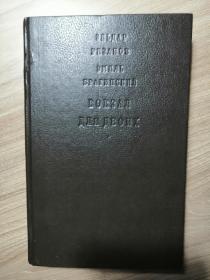 ЭЛЬДАР
РЯЗАНОВ
ЭМИЛЬ
БРАГИНСКИЙ
ВОКЗАЛ
ДЛЯ ДВОИХ